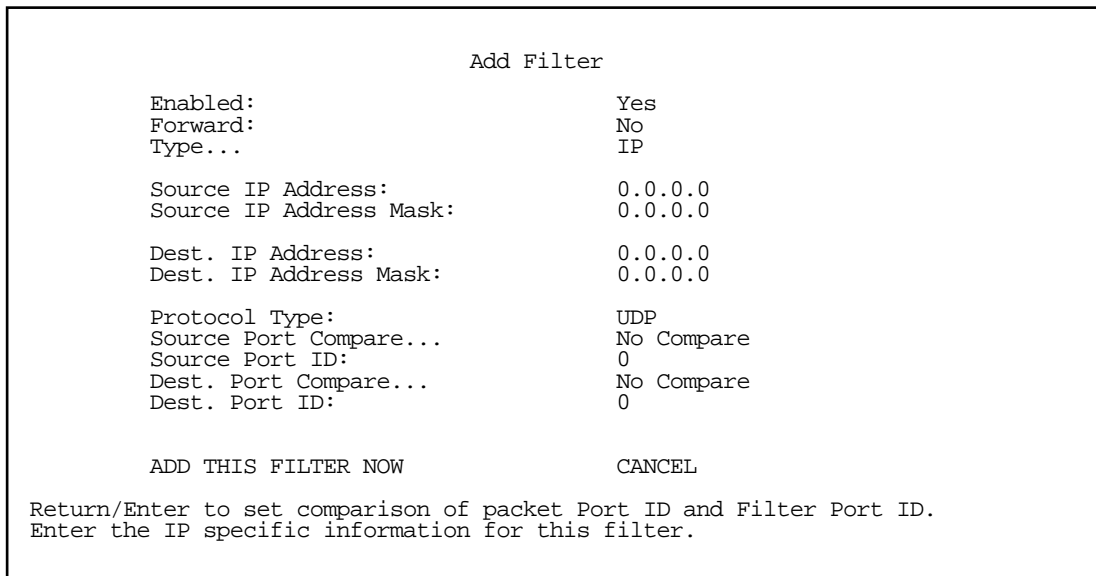 Add Filter
Enabled: Yes
Forward: No
Type... IP
Source IP Address: 0.0.0.0
Source IP Address Mask: 0.0.0.0
Dest. IP Address: 0.0.0.0
Dest. IP Address Mask: 0.0.0.0
Protocol Type: UDP
Source Port Compare... No Compare
Source Port ID: 0
Dest. Port Compare... No Compare
Dest. Port ID: 0
ADD THIS FILTER NOW CANCEL
Return/Enter to set comparison of packet Port ID and Filter Port ID.
Enter the IP specific information for this filter.